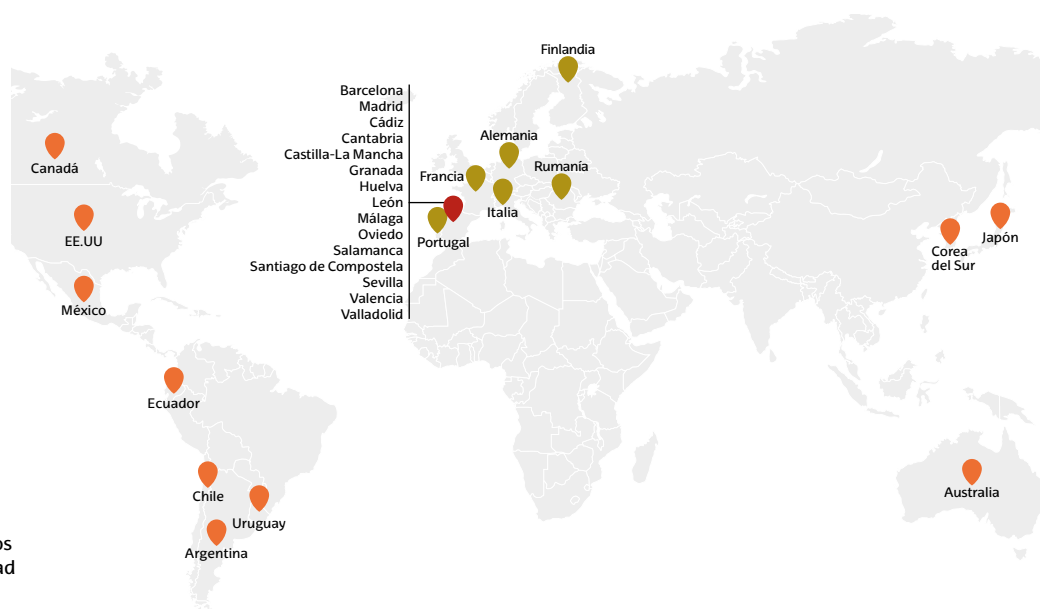 Finlandia
Barcelona
Madrid
Cádiz
Cantabria
Castilla-La Mancha
Granada
Huelva
León
Málaga
Oviedo
Salamanca
Santiago de Compostela
Sevilla
Valencia
Valladolid
Alemania
Rumanía
Francia
Italia
Portugal
Canadá
EE.UU
México
Ecuador
Chile
Uruguay
Argentina
Japón
Corea
del Sur
Australia